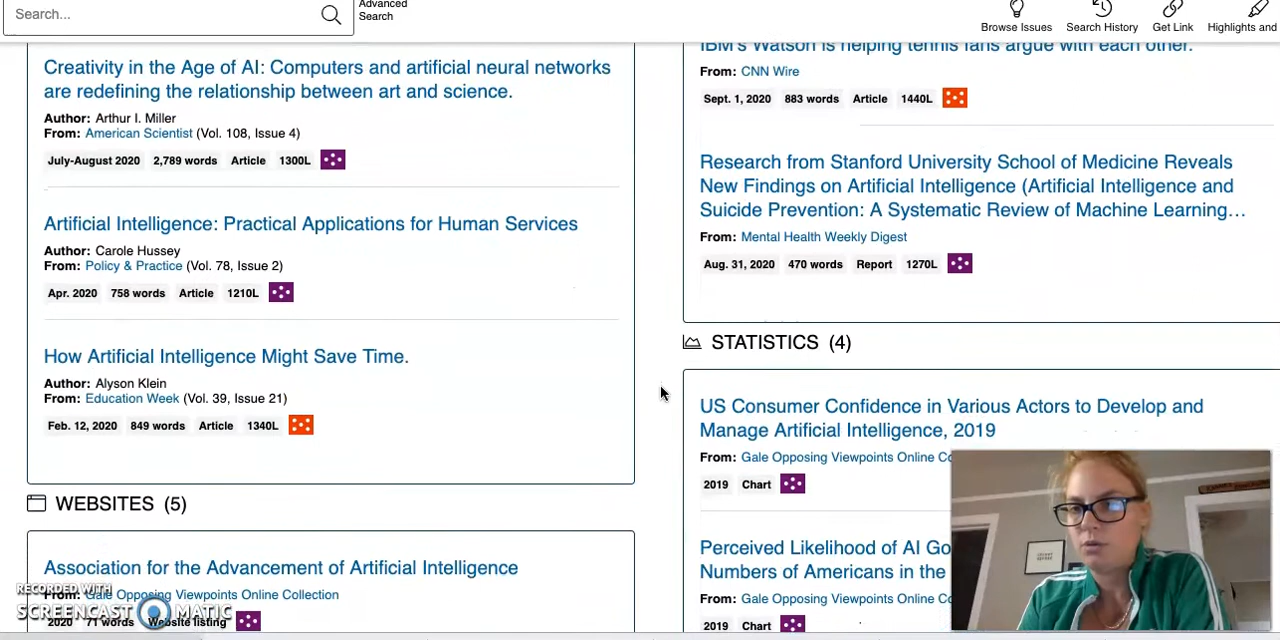 Search...
Advanced
Search
Browse Issues
Search History
Get Link
Highlights and
Creativity in the Age of AI: Computers and artificial neural networks
are redefining the relationship between art and science.
Author: Arthur I. Miller
From: American Scientist (Vol. 108, Issue 4)
July-August 2020 2,789 words Article 1300L
Artificial Intelligence: Practical Applications for Human Services
Author: Carole Hussey
From: Policy & Practice (Vol. 78, Issue 2)
Apr. 2020 758 words Article 1210L
How Artificial Intelligence Might Save Time.
Author: Alyson Klein
From: Education Week (Vol. 39, Issue 21)
Feb. 12, 2020 849 words Article 1340L
WEBSITES (5)
Association for the Advancement of Artificial Intelligence
From: Gale Opposing Viewpoints Online Collection
2020 71 words Website listing
RECORDED WITH
SCREENCAST MATIC
IBM's Watson is helping tennis fans argue with each other.
From: CNN Wire
Sept. 1, 2020 883 words Article 1440L
Research from Stanford University School of Medicine Reveals
New Findings on Artificial Intelligence (Artificial Intelligence and
Suicide Prevention: A Systematic Review of Machine Learning...
From: Mental Health Weekly Digest
Aug. 31, 2020 470 words Report 1270L
STATISTICS (4)
US Consumer Confidence in Various Actors to Develop and
Manage Artificial Intelligence, 2019
From: Gale Opposing Viewpoints Online Co
2019 Chart
Perceived Likelihood of AI Go
Numbers of Americans in the
From: Gale Opposing Viewpoints Online Co
2019 Chart